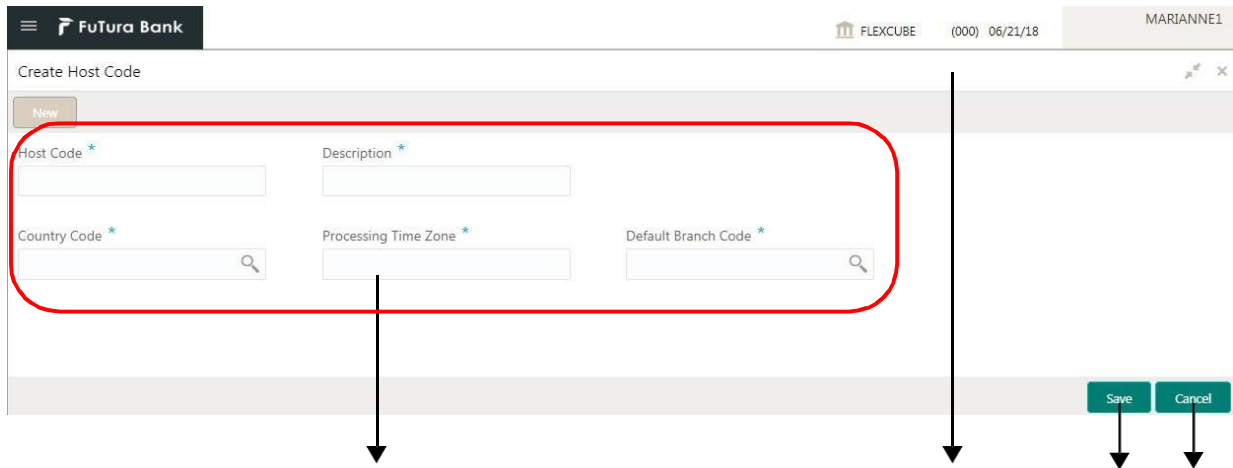 FuTura Bank
FLEXCUBE (000) 06/21/18
MARIANNE1
Create Host Code
New
Host Code *
Description *
Country Code *
Processing Time Zone *
Default Branch Code *
Save
Cancel